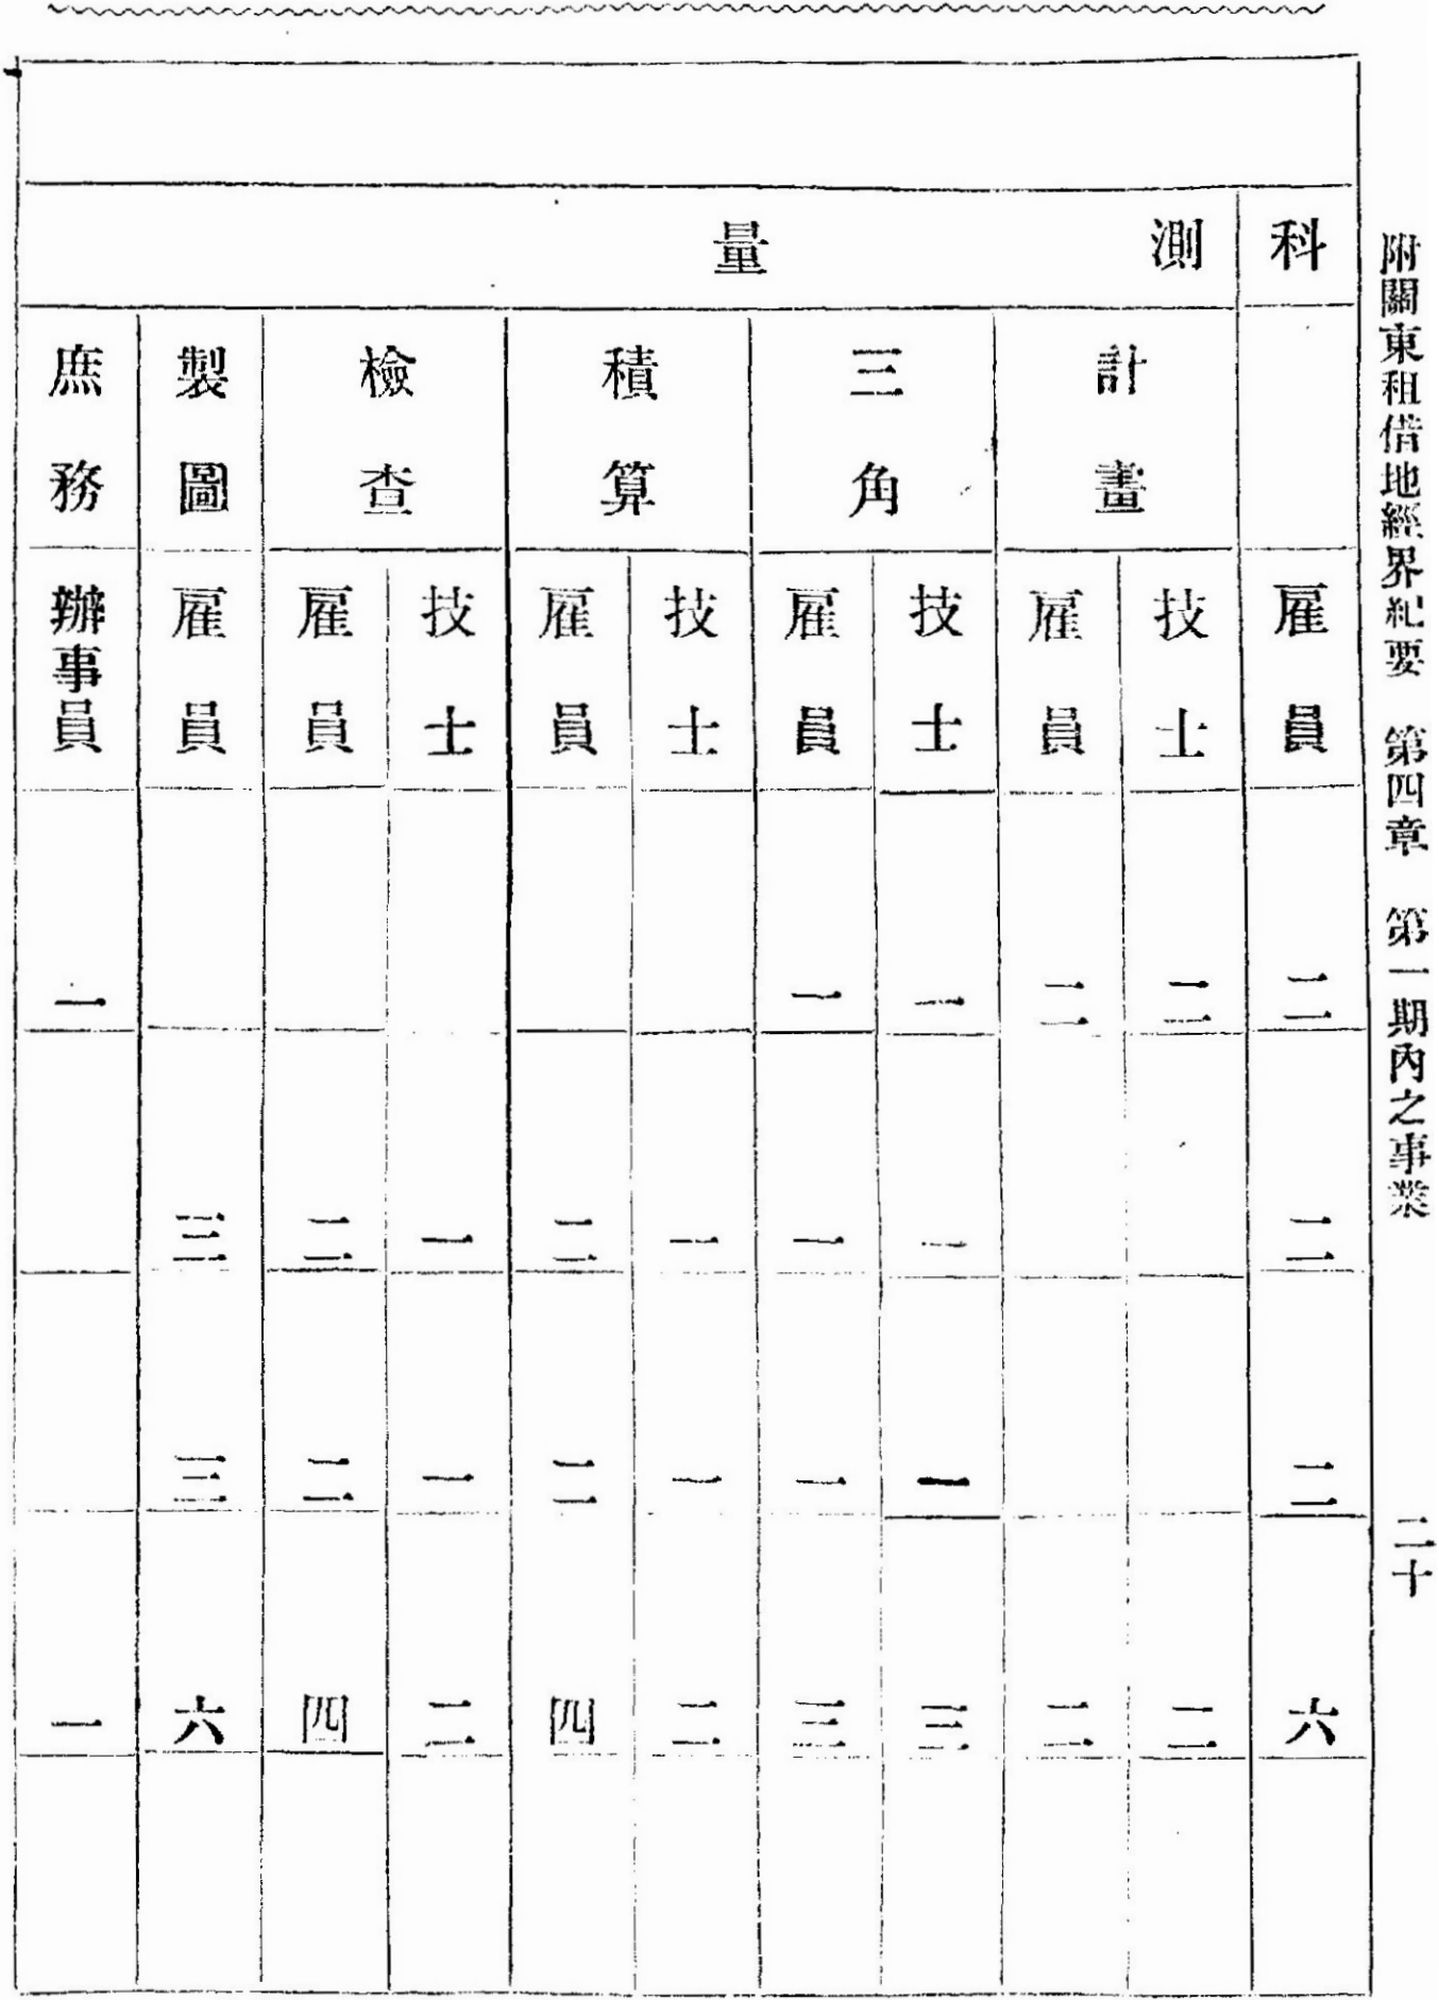 附關東租借地經界紀要 第四章 第一期內之事業 二十
科 雇員 二 二 二 六
測量
計畫 技士 二 二
雇員 二 二
三角 技士 一 一 一 三
雇員 一 一 一 三
積算 技士 一 一 二
雇員 二 二 四
檢查 技士 一 一 二
雇員 二 二 四
製圖 雇員 三 三 六
庶務 辦事員 一 一